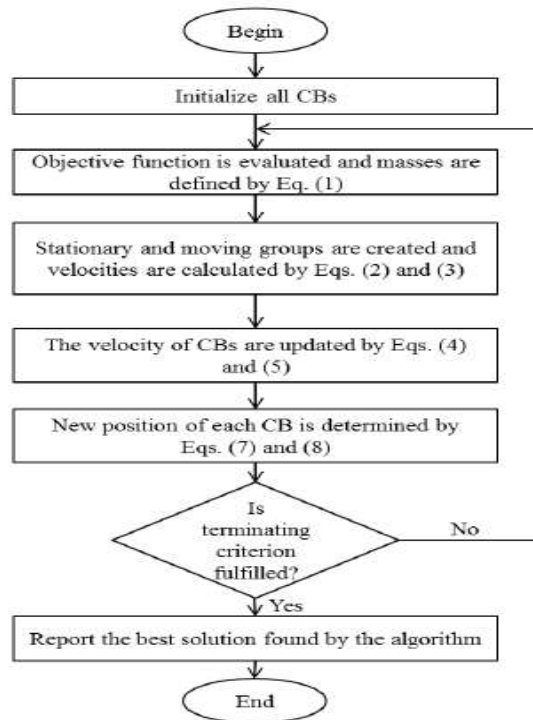 Begin
Initialize all CBs
Objective function is evaluated and masses are
defined by Eq. (1)
Stationary and moving groups are created and
velocities are calculated by Eqs. (2) and (3)
The velocity of CBs are updated by Eqs. (4)
and (5)
New position of each CB is determined by
Eqs. (7) and (8)
Is
terminating
criterion
fulfilled?
No
Yes
Report the best solution found by the algorithm
End